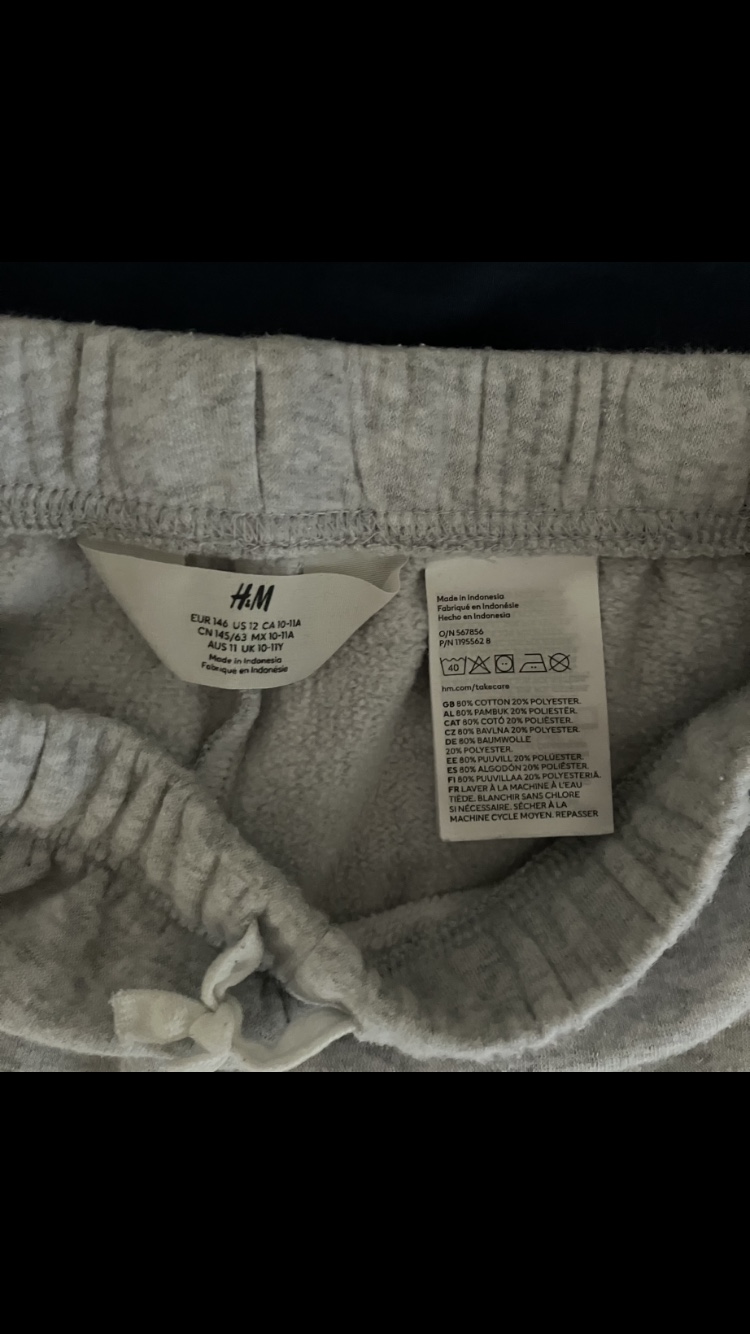 H&M
EUR 146 US 12 CA 10-11A
CN 145/63 MX 10-11A
AUS 11 UK 10-11Y
Made in Indonesia
Fabriqué en Indonésie
Made in Indonesia
Fabriqué en Indonésie
Hecho en Indonesia
O/N 567856
P/N 1195562 8
40
hm.com/takecare
GB 80% COTTON 20% POLYESTER.
AL 80% PAMBUK 20% POLIESTËR.
CAT 80% COTÓ 20% POLIÈSTER.
CZ 80% BAVLNA 20% POLYESTER.
DE 80% BAUMWOLLE
20% POLYESTER.
EE 80% PUUVILL 20% POLÜESTER.
ES 80% ALGODÓN 20% POLIÉSTER.
FI 80% PUUVILLAA 20% POLYESTERIÄ.
FR LAVER À LA MACHINE À L'EAU
TIÈDE. BLANCHIR SANS CHLORE
SI NÉCESSAIRE. SÉCHER À LA
MACHINE CYCLE MOYEN. REPASSER